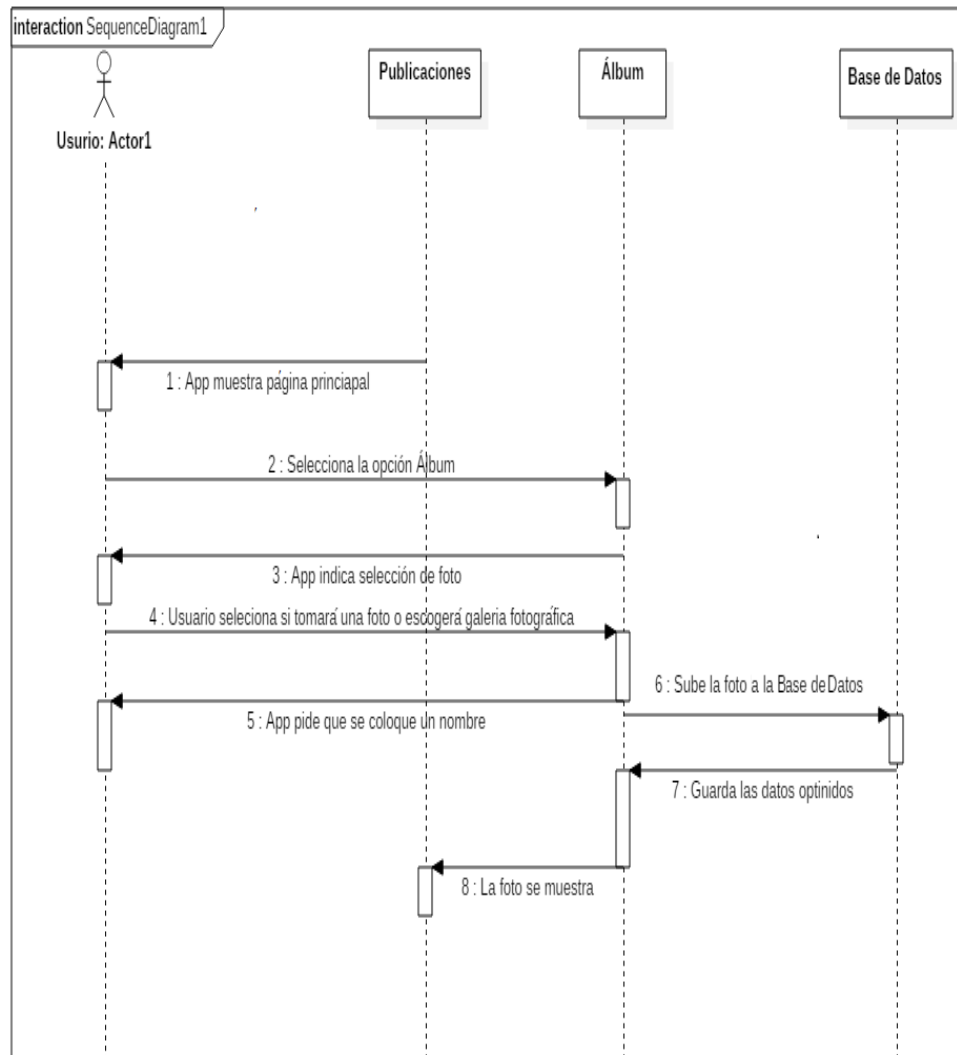 interaction SequenceDiagram1
Publicaciones
Álbum
Base de Datos
Usurio: Actor1
1 : App muestra página princiapal
2 : Selecciona la opción Álbum
3 : App indica selección de foto
4 : Usuario seleciona si tomará una foto o escogerá galeria fotográfica
6 : Sube la foto a la Base de Datos
5 : App pide que se coloque un nombre
7 : Guarda las datos optinidos
8 : La foto se muestra